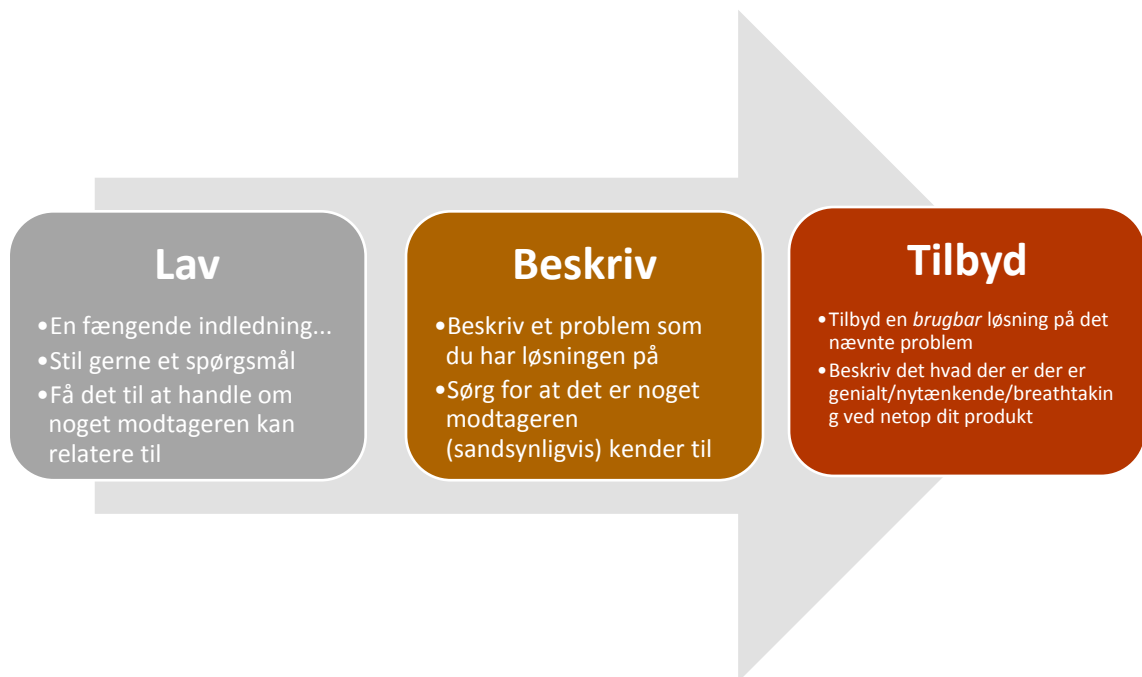 Lav
•En fængende indledning...
•Stil gerne et spørgsmål
•Få det til at handle om
noget modtageren kan
relatere til
Beskriv
•Beskriv et problem som
du har løsningen på
•Sørg for at det er noget
modtageren
(sandsynligvis) kender til
Tilbyd
•Tilbyd en brugbar løsning på det
nævnte problem
•Beskriv det hvad der er der er
genialt/nytænkende/breathtakin
g ved netop dit produkt